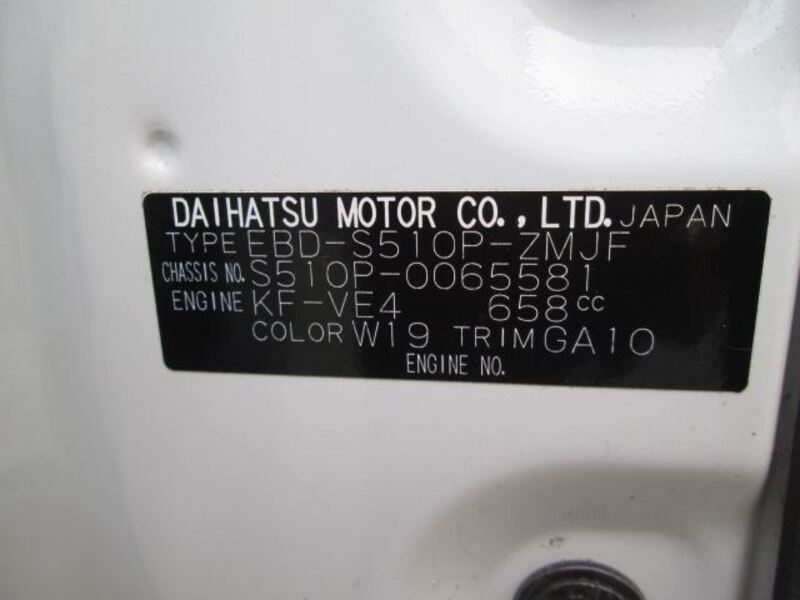 DAIHATSU MOTOR CO., LTD. JAPAN
TYPE EBD-S510P-ZMJF
CHASSIS NO. S510P-0065581
ENGINE KF-VE4 658cc
COLOR W19 TRIM GA10
ENGINE NO.